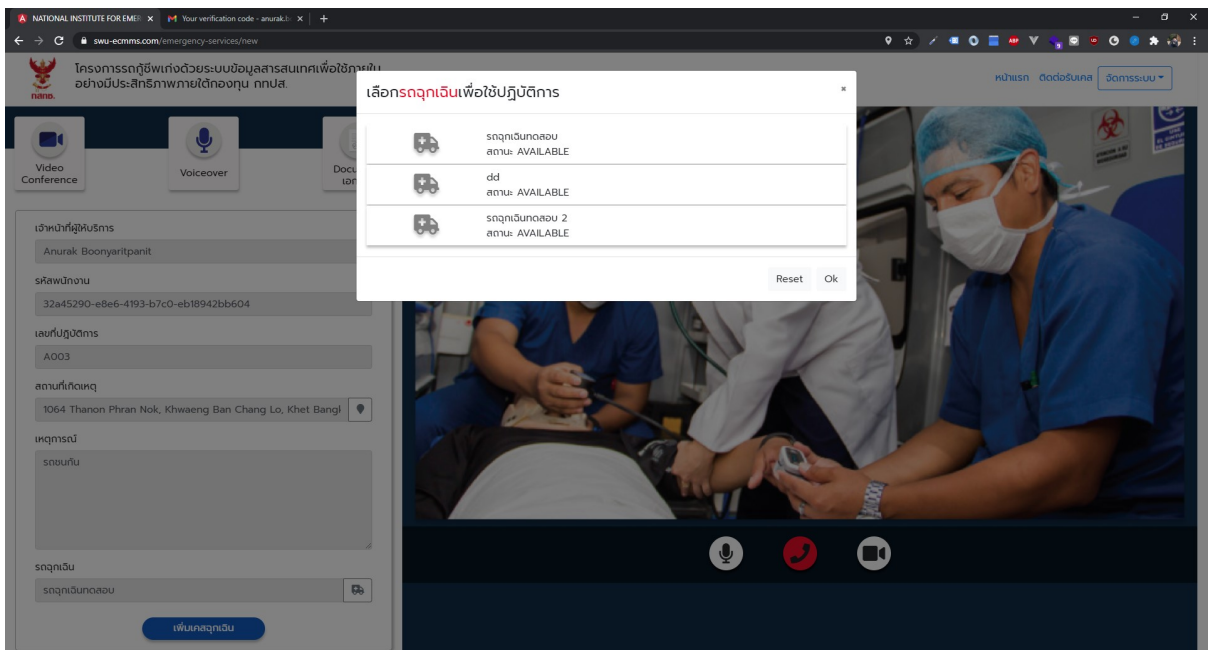 NATIONAL INSTITUTE FOR EMER
Your verification code - anurak.b
swu-ecmms.com/emergency-services/new
กสทช.
โครงการรถกู้ชีพเก่งด้วยระบบข้อมูลสารสนเทศเพื่อใช้ภายใน
อย่างมีประสิทธิภาพภายใต้กองทุน กทปส.
หน้าแรก ติดต่อรับเคส จัดการระบบ
เลือกรถฉุกเฉินเพื่อใช้ปฏิบัติการ
รถฉุกเฉินทดสอบ
สถานะ AVAILABLE
dd
สถานะ AVAILABLE
รถฉุกเฉินทดสอบ 2
สถานะ AVAILABLE
Reset Ok
Video
Conference
Voiceover
เจ้าหน้าที่ผู้ให้บริการ
Anurak Boonyaritpanit
รหัสพนักงาน
32a45290-e8e6-4193-b7c0-eb18942bb604
เลขที่ปฏิบัติการ
A003
สถานที่เกิดเหตุ
1064 Thanon Phran Nok, Khwaeng Ban Chang Lo, Khet Bangk
เหตุการณ์
รถชนกัน
รถฉุกเฉิน
รถฉุกเฉินทดสอบ
เพิ่มเคสฉุกเฉิน